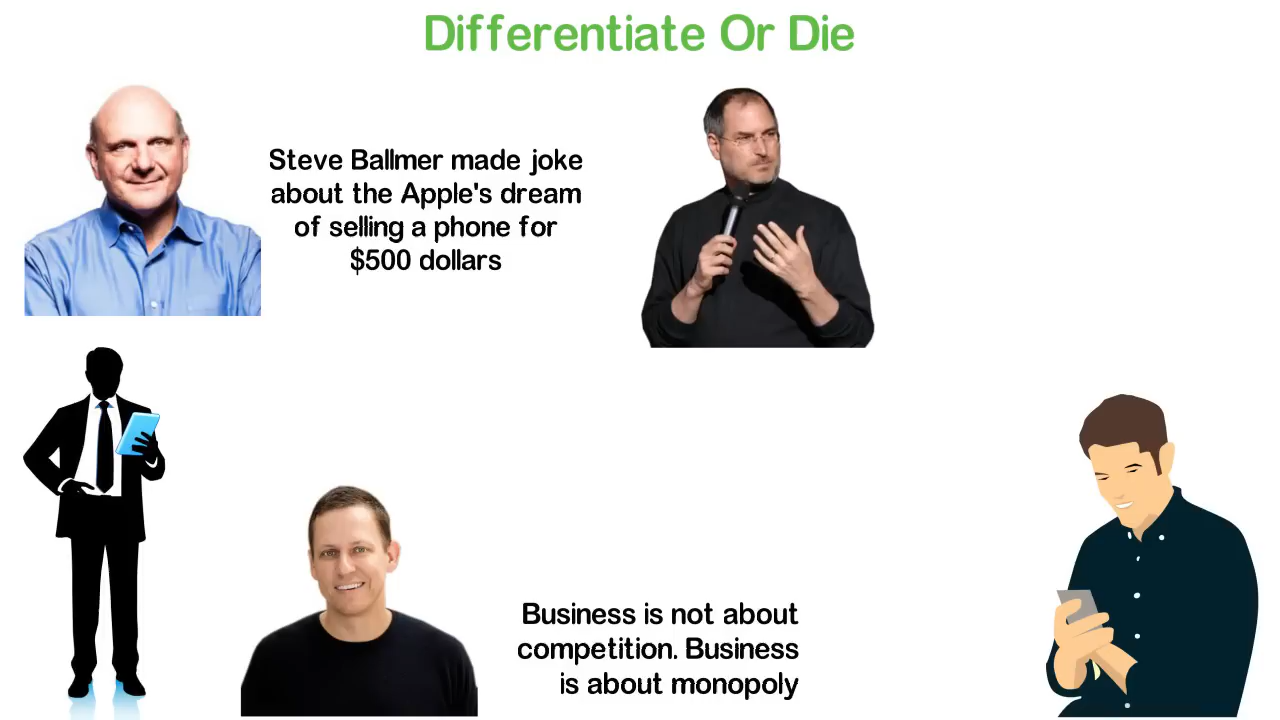 Differentiate Or Die
Steve Ballmer made joke
about the Apple's dream
of selling a phone for
$500 dollars
Business is not about
competition. Business
is about monopoly